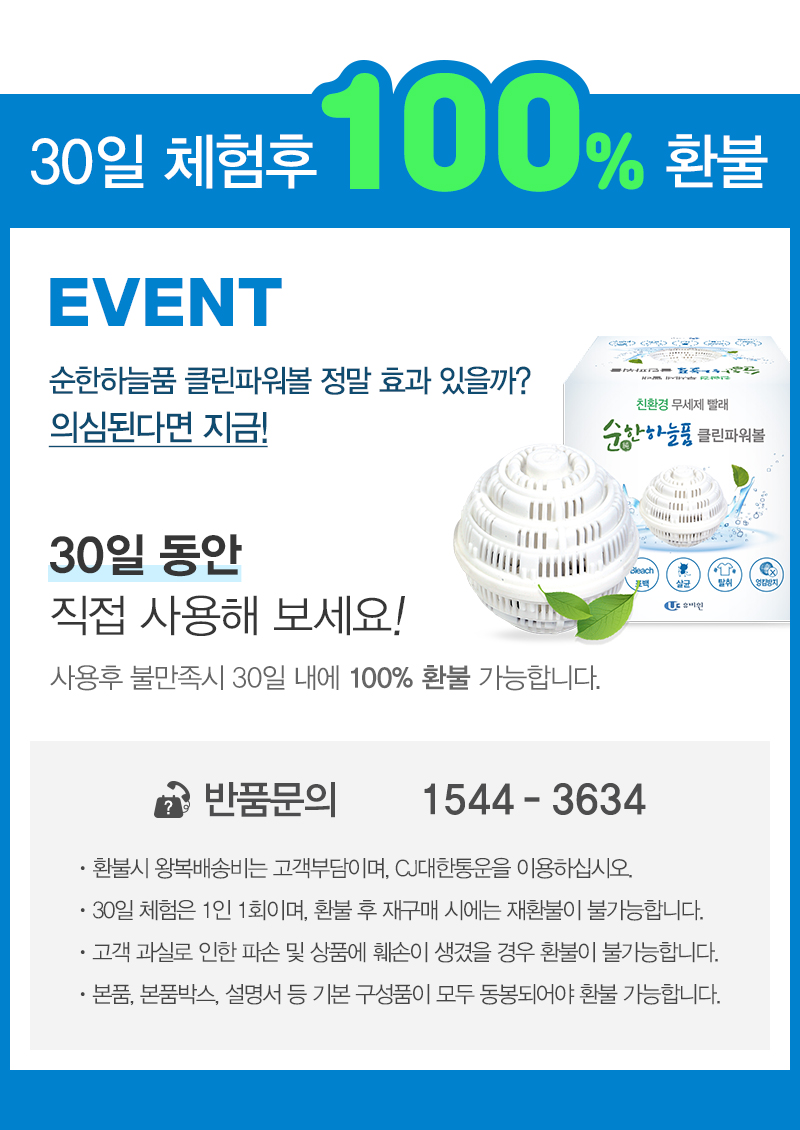 30일 체험후 100% 환불
EVENT
순한하늘품 클린파워볼 정말 효과 있을까?
의심된다면 지금!
친환경 무세제 빨래
순한하늘품 클린파워볼
Bleach
표백
살균
탈취
엉킴방지
유비인
30일 동안
직접 사용해 보세요!
사용후 불만족시 30일 내에 100% 환불 가능합니다.
반품문의 1544 - 3634
· 환불시 왕복배송비는 고객부담이며, CJ대한통운을 이용하십시오.
· 30일 체험은 1인 1회이며, 환불 후 재구매 시에는 재환불이 불가능합니다.
· 고객 과실로 인한 파손 및 상품에 훼손이 생겼을 경우 환불이 불가능합니다.
· 본품, 본품박스, 설명서 등 기본 구성품이 모두 동봉되어야 환불 가능합니다.